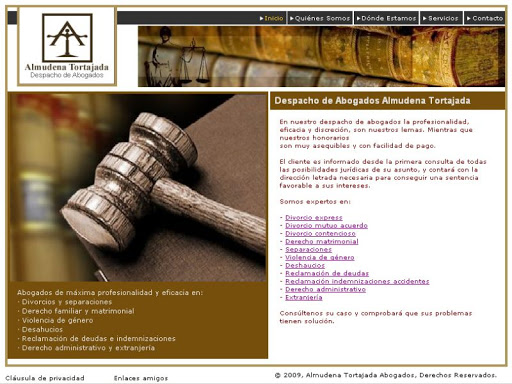 Inicio
Quiénes Somos
Dónde Estamos
Servicios
Contacto
Almudena Tortajada
Despacho de Abogados
Despacho de Abogados Almudena Tortajada
En nuestro despacho de abogados la profesionalidad,
eficacia y discreción, son nuestros lemas. Mientras que
nuestros honorarios
son muy asequibles y con facilidad de pago.
El cliente es informado desde la primera consulta de todas
las posibilidades jurídicas de su asunto, y contará con la
dirección letrada necesaria para conseguir una sentencia
favorable a sus intereses.
Somos expertos en:
- Divorcio express
- Divorcio mutuo acuerdo
- Divorcio contencioso
- Derecho matrimonial
- Separaciones
- Violencia de género
- Deshaucios
- Reclamación de deudas
- Reclamación indemnizaciones accidentes
- Derecho administrativo
- Extranjería
Consúltenos su caso y comprobará que sus problemas
tienen solución.
Abogados de máxima profesionalidad y eficacia en:
· Divorcios y separaciones
· Derecho familiar y matrimonial
· Violencia de género
· Desahucios
· Reclamación de deudas e indemnizaciones
· Derecho administrativo y extranjería
Cláusula de privacidad
Enlaces amigos
© 2009, Almudena Tortajada Abogados, Derechos Reservados.